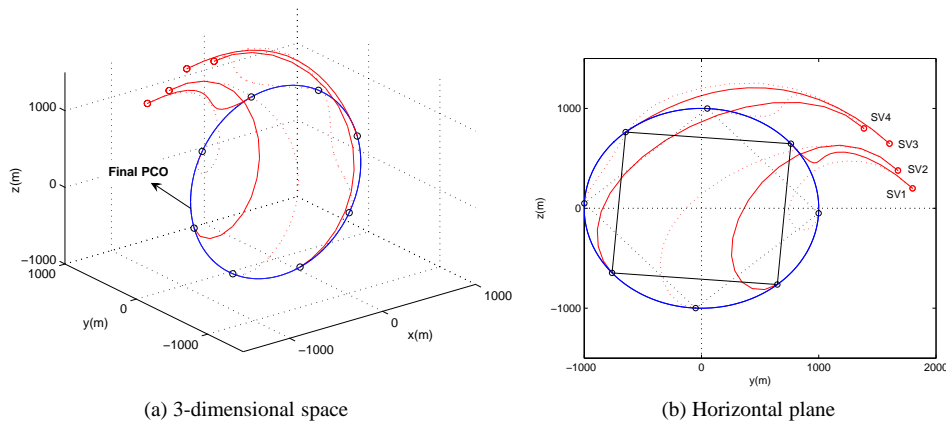 1000
0
−1000
z(m)
Final PCO
1000
0
−1000
y(m)
−1000
0
1000
x(m)
(a) 3-dimensional space
1000
0
−1000
z(m)
SV4
SV3
SV2
SV1
−1000
0
1000
2000
y(m)
(b) Horizontal plane